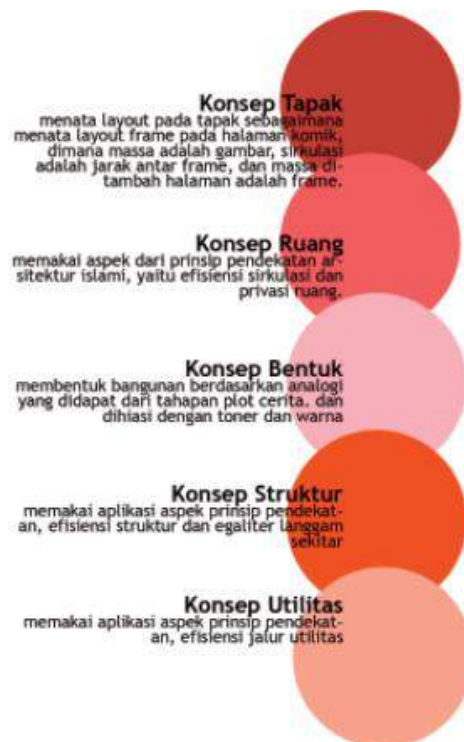 Konsep Tapak
menata layout pada tapak sebagaimana
menata layout frame pada halaman komik,
dimana massa adalah gambar, sirkulasi
adalah jarak antar frame, dan massa di-
tambah halaman adalah frame.
Konsep Ruang
memakai aspek dari prinsip pendekatan ar-
sitektur islami, yaitu efisiensi sirkulasi dan
privasi ruang.
Konsep Bentuk
membentuk bangunan berdasarkan analogi
yang didapat dari tahapan plot cerita. dan
dihiasi dengan toner dan warna
Konsep Struktur
memakai aplikasi aspek prinsip pendekat-
an, efisiensi struktur dan egaliter langgam
sekitar
Konsep Utilitas
memakai aplikasi aspek prinsip pendekat-
an, efisiensi jalur utilitas